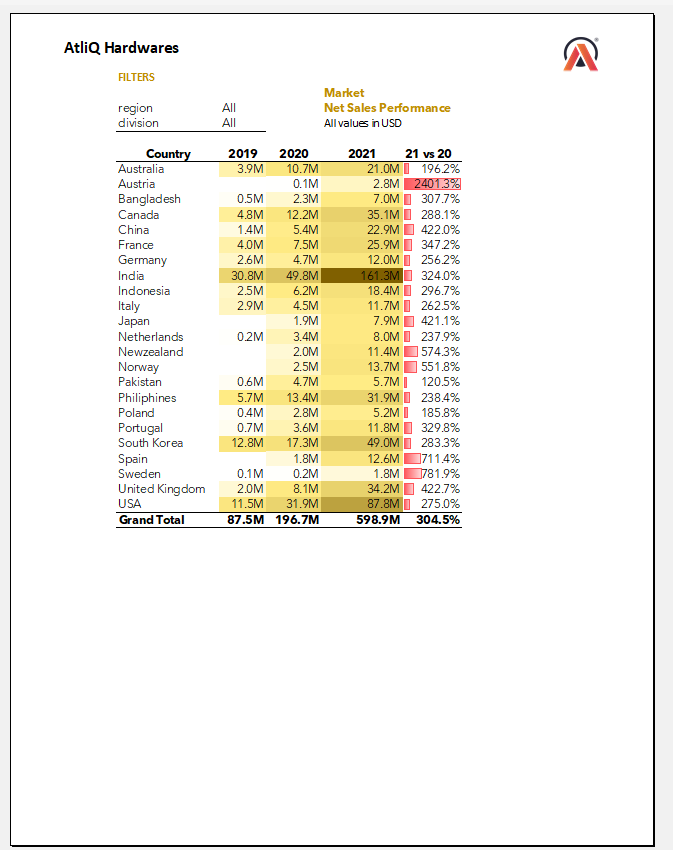 AtliQ Hardwares
FILTERS
Market
region All Net Sales Performance
division All All values in USD
Country 2019 2020 2021 21 vs 20
Australia 3.9M 10.7M 21.0M 196.2%
Austria 0.1M 2.8M 2401.3%
Bangladesh 0.5M 2.3M 7.0M 307.7%
Canada 4.8M 12.2M 35.1M 288.1%
China 1.4M 5.4M 22.9M 422.0%
France 4.0M 7.5M 25.9M 347.2%
Germany 2.6M 4.7M 12.0M 256.2%
India 30.8M 49.8M 161.3M 324.0%
Indonesia 2.5M 6.2M 18.4M 296.7%
Italy 2.9M 4.5M 11.7M 262.5%
Japan 1.9M 7.9M 421.1%
Netherlands 0.2M 3.4M 8.0M 237.9%
Newzealand 2.0M 11.4M 574.3%
Norway 2.5M 13.7M 551.8%
Pakistan 0.6M 4.7M 5.7M 120.5%
Philiphines 5.7M 13.4M 31.9M 238.4%
Poland 0.4M 2.8M 5.2M 185.8%
Portugal 0.7M 3.6M 11.8M 329.8%
South Korea 12.8M 17.3M 49.0M 283.3%
Spain 1.8M 12.6M 711.4%
Sweden 0.1M 0.2M 1.8M 781.9%
United Kingdom 2.0M 8.1M 34.2M 422.7%
USA 11.5M 31.9M 87.8M 275.0%
Grand Total 87.5M 196.7M 598.9M 304.5%